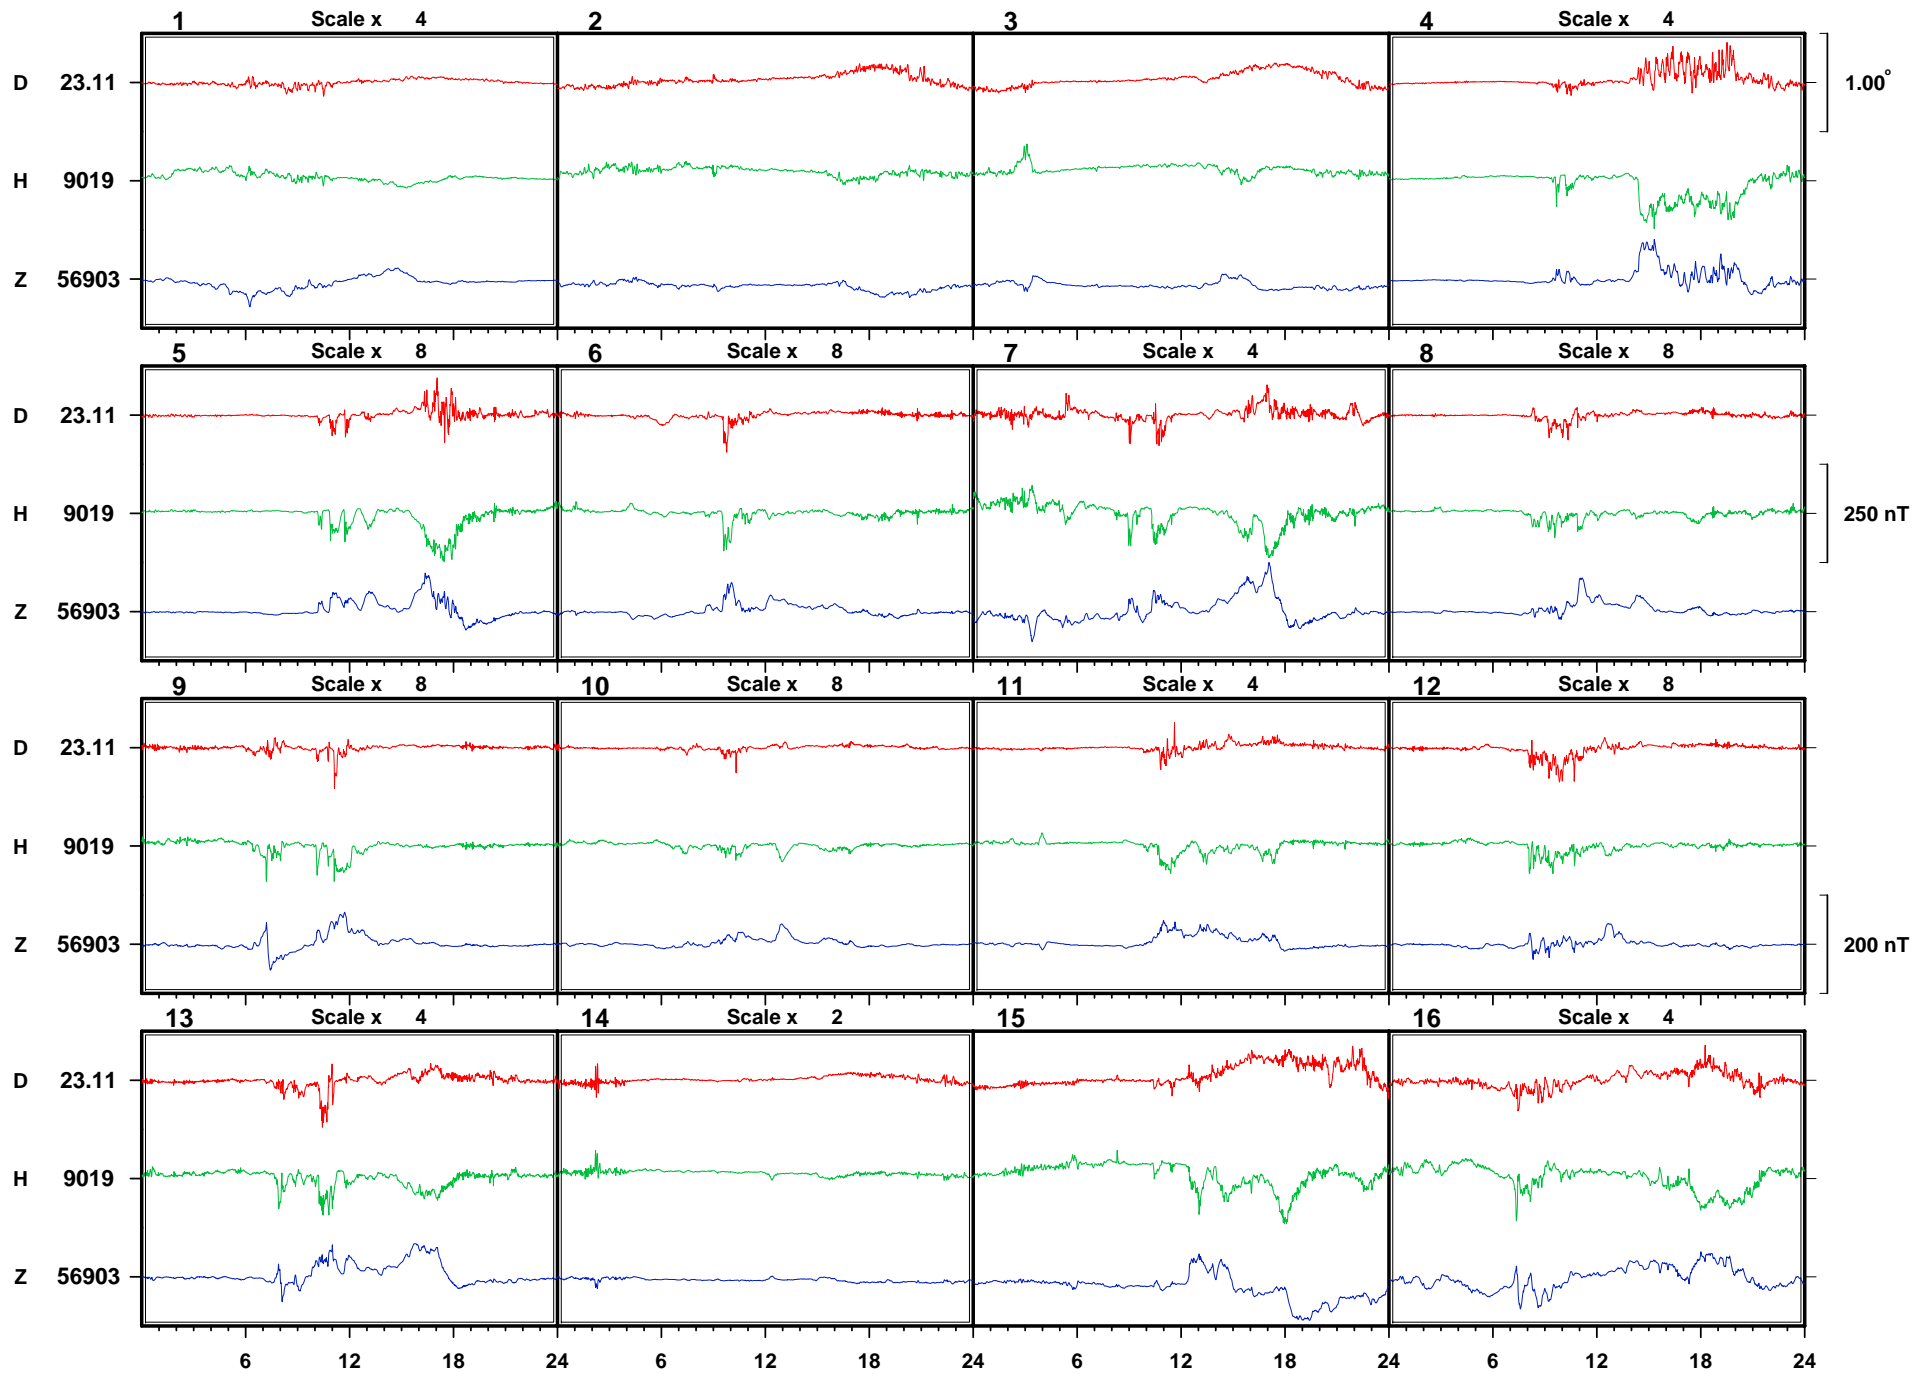 1 Scale x 4 2 3 4 Scale x 4
D 23.11 1.00°
H 9019
Z 56903
5 Scale x 8 6 Scale x 8 7 Scale x 4 8 Scale x 8
D 23.11
H 9019 250 nT
Z 56903
9 Scale x 8 10 Scale x 8 11 Scale x 4 12 Scale x 8
D 23.11
H 9019
Z 56903 200 nT
13 Scale x 4 14 Scale x 2 15 16 Scale x 4
D 23.11
H 9019
Z 56903
6 12 18 24 6 12 18 24 6 12 18 24 6 12 18 24